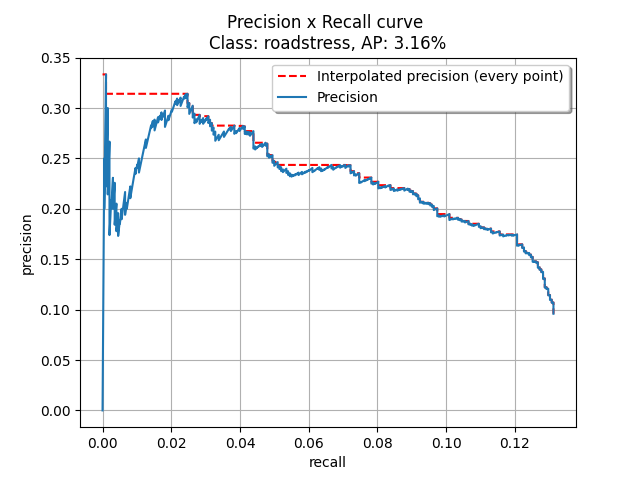 Precision x Recall curve
Class: roadstress, AP: 3.16%
Interpolated precision (every point)
Precision
0.35
0.30
0.25
0.20
0.15
0.10
0.05
0.00
precision
0.00 0.02 0.04 0.06 0.08 0.10 0.12
recall